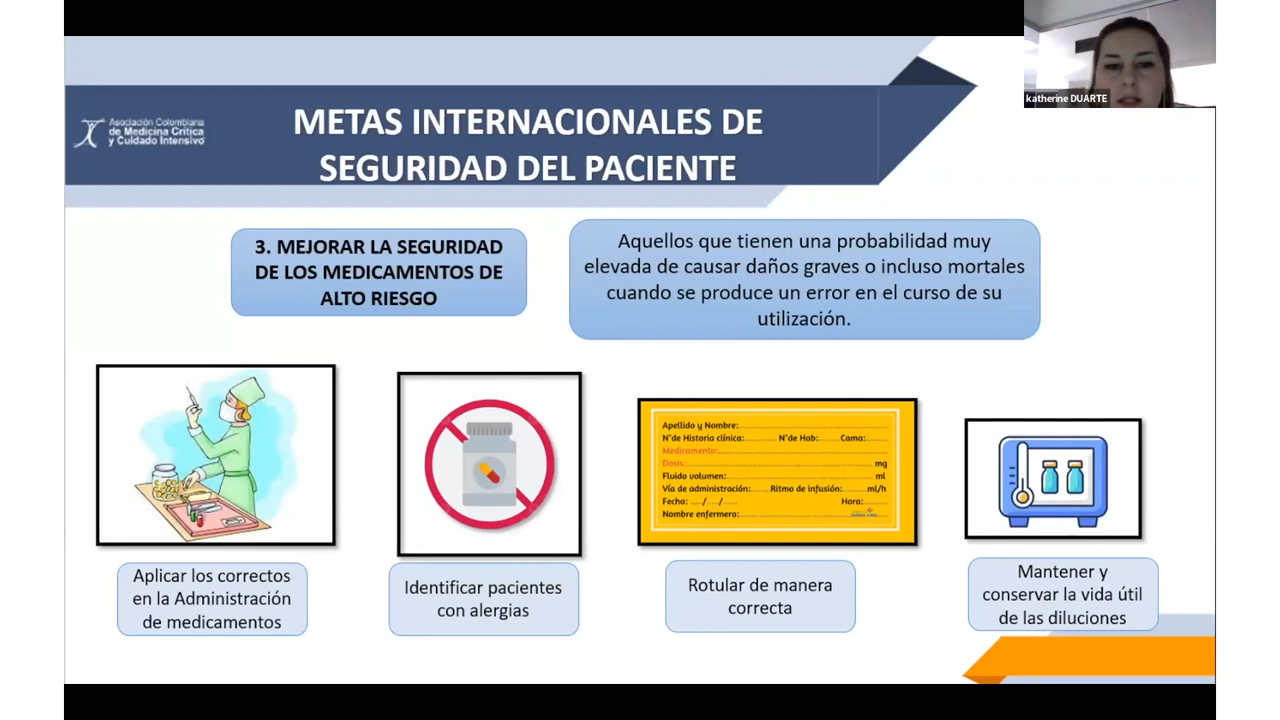 katherine DUARTE
Asociación Colombiana
de Medicina Crítica
y Cuidado Intensivo
METAS INTERNACIONALES DE
SEGURIDAD DEL PACIENTE
3. MEJORAR LA SEGURIDAD
DE LOS MEDICAMENTOS DE
ALTO RIESGO
Aquellos que tienen una probabilidad muy
elevada de causar daños graves o incluso mortales
cuando se produce un error en el curso de su
utilización.
Apellido y Nombre:
N°de Historia clínica: N°de Hab: Cama:
Medicamento:
Dosis: mg
Fluido volumen: ml
Vía de administración: Ritmo de infusión: ml/h
Fecha: / / Hora:
Nombre enfermero:
Aplicar los correctos
en la Administración
de medicamentos
Identificar pacientes
con alergias
Rotular de manera
correcta
Mantener y
conservar la vida útil
de las diluciones